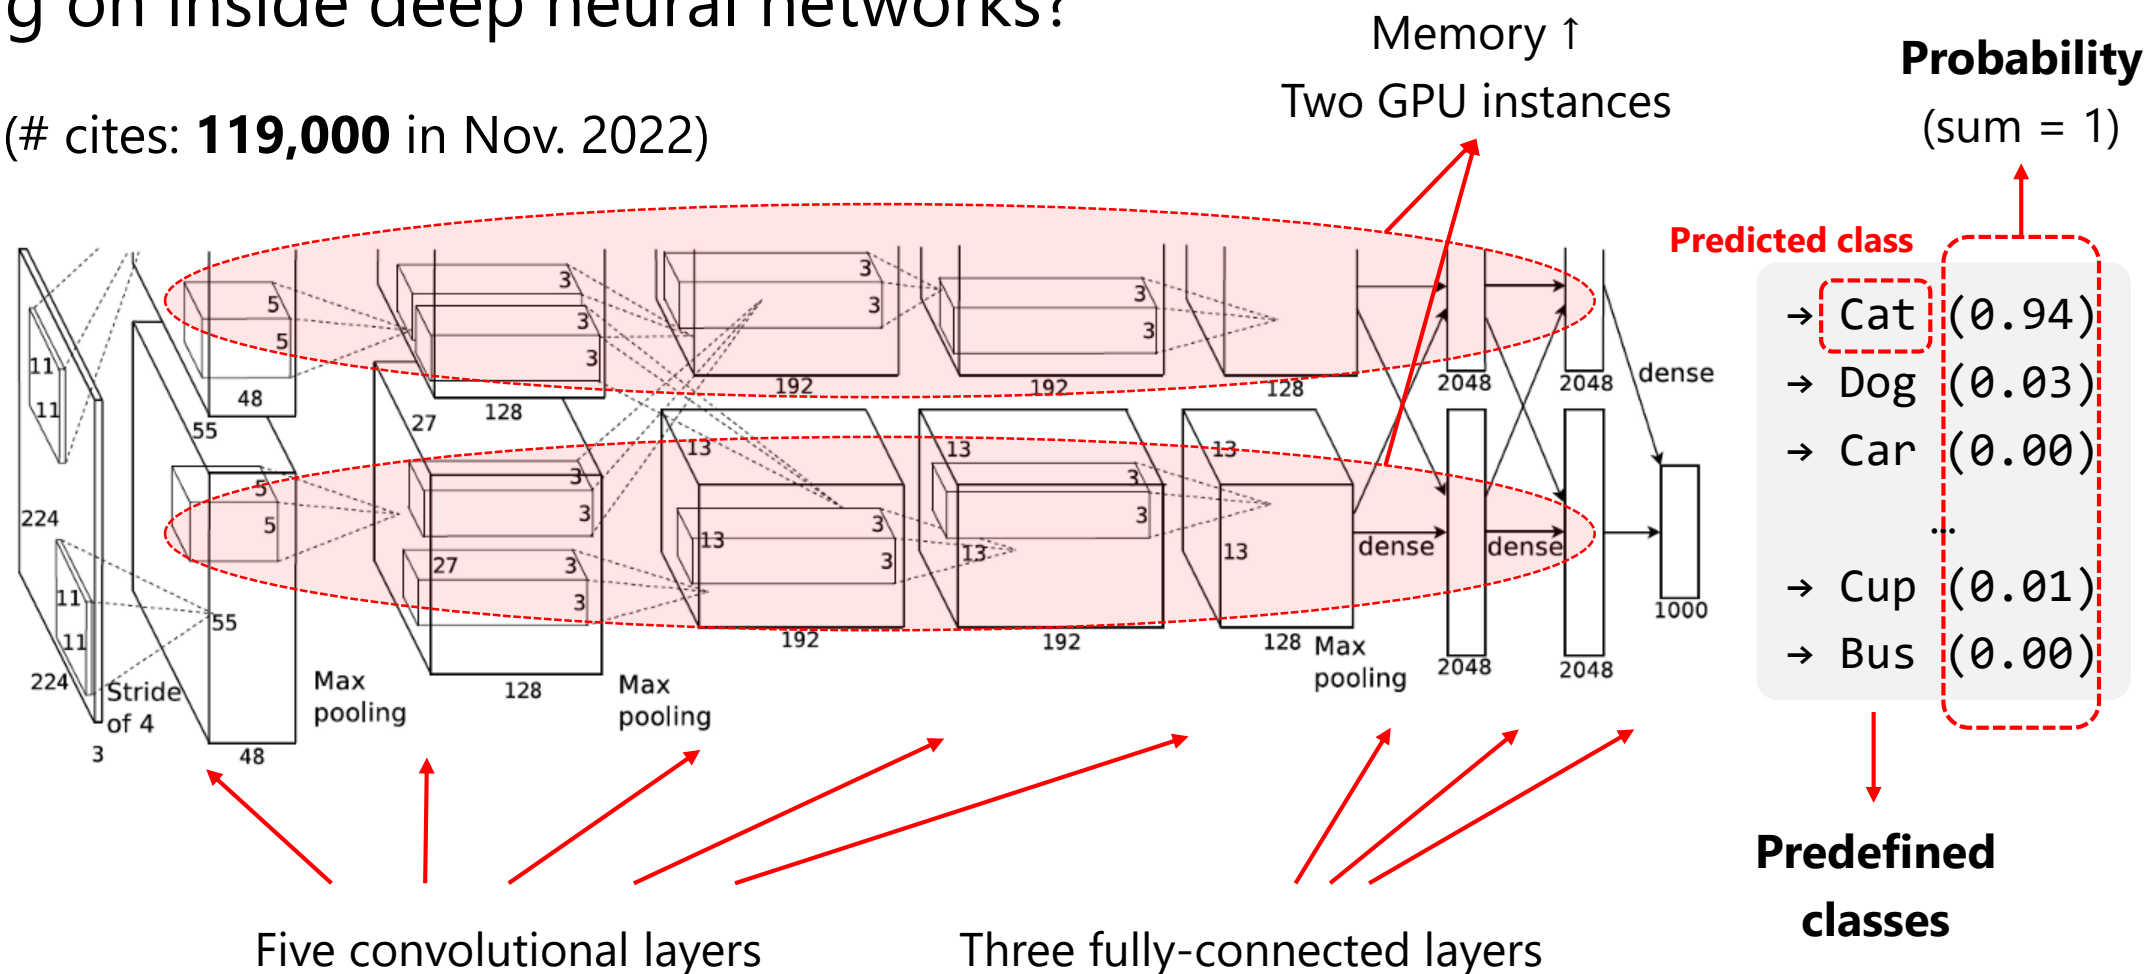 g on inside deep neural networks?
(# cites: 119,000 in Nov. 2022)
Memory ↑
Two GPU instances
Probability
(sum = 1)
Predicted class
→ Cat (0.94)
→ Dog (0.03)
→ Car (0.00)
…
→ Cup (0.01)
→ Bus (0.00)
Predefined
classes
11
11
224
11
11
224
3
Stride
of 4
5
5
48
55
5
5
55
48
Max
pooling
3
3
3
128
27
3
3
27
3
3
128
Max
pooling
3
3
192
13
3
3
13
192
3
3
192
13
3
3
13
192
128
13
13
128
Max
pooling
2048
2048
dense
dense
dense
2048
2048
1000
Five convolutional layers
Three fully-connected layers